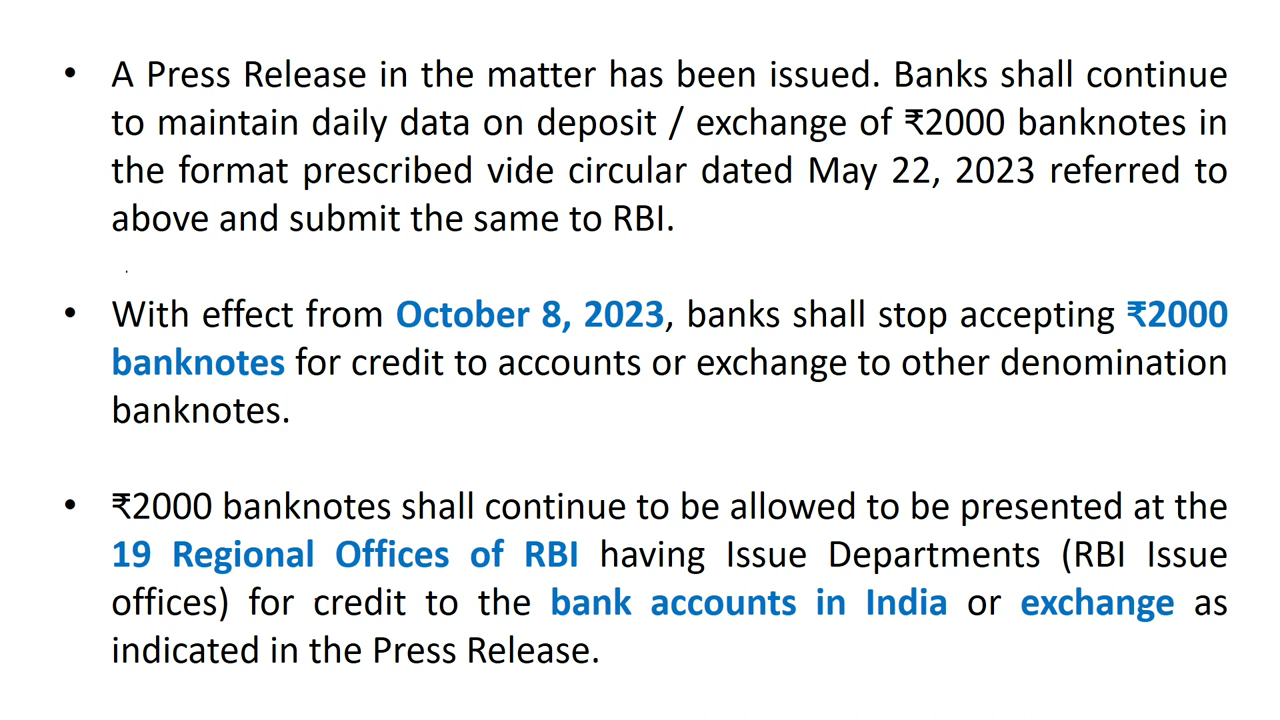 • A Press Release in the matter has been issued. Banks shall continue
to maintain daily data on deposit / exchange of ₹2000 banknotes in
the format prescribed vide circular dated May 22, 2023 referred to
above and submit the same to RBI.
• With effect from October 8, 2023, banks shall stop accepting ₹2000
banknotes for credit to accounts or exchange to other denomination
banknotes.
• ₹2000 banknotes shall continue to be allowed to be presented at the
19 Regional Offices of RBI having Issue Departments (RBI Issue
offices) for credit to the bank accounts in India or exchange as
indicated in the Press Release.